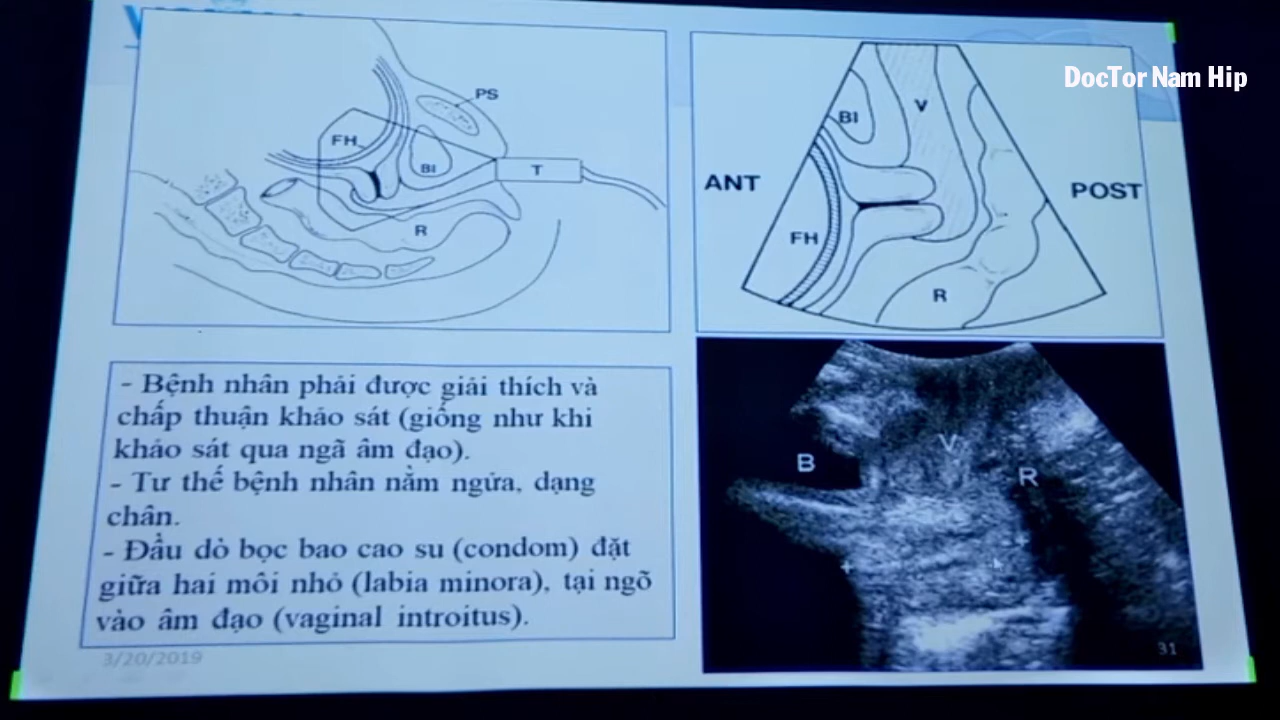 DocTor Nam Hip
PS
FH
BI
T
R
BI
V
ANT
POST
FH
R
- Bệnh nhân phải được giải thích và
chấp thuận khảo sát (giống như khi
khảo sát qua ngã âm đạo).
- Tư thế bệnh nhân nằm ngửa, dạng
chân.
- Đầu dò bọc bao cao su (condom) đặt
giữa hai môi nhỏ (labia minora), tại ngõ
vào âm đạo (vaginal introitus).
B
V
R
3/20/2019
31